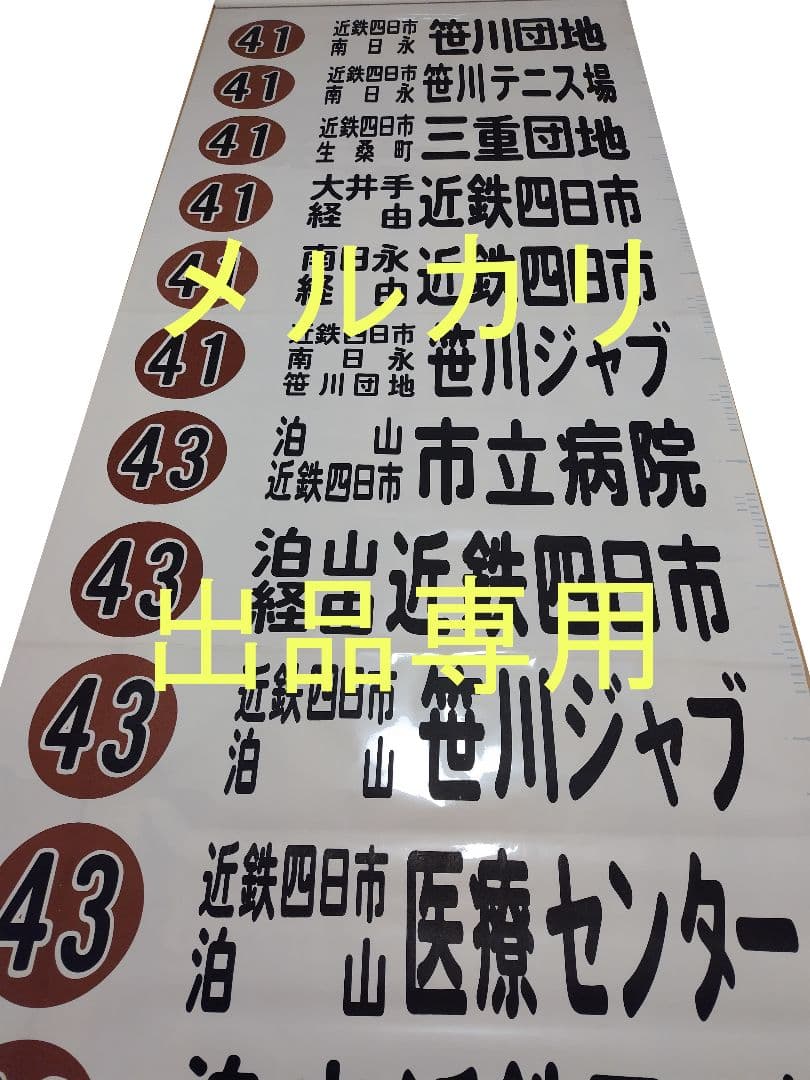 41 近鉄四日市 南日永 笹川団地
41 近鉄四日市 南日永 笹川テニス場
41 近鉄四日市 生桑町 三重団地
41 大井手経由 近鉄四日市
41 南日永経由 近鉄四日市
メルカリ
41 近鉄四日市 南日永 笹川団地 笹川ジャブ
43 泊山 近鉄四日市 市立病院
43 泊山経由 近鉄四日市
出品専用
43 近鉄四日市 泊山 笹川ジャブ
43 近鉄四日市 泊山 医療センター